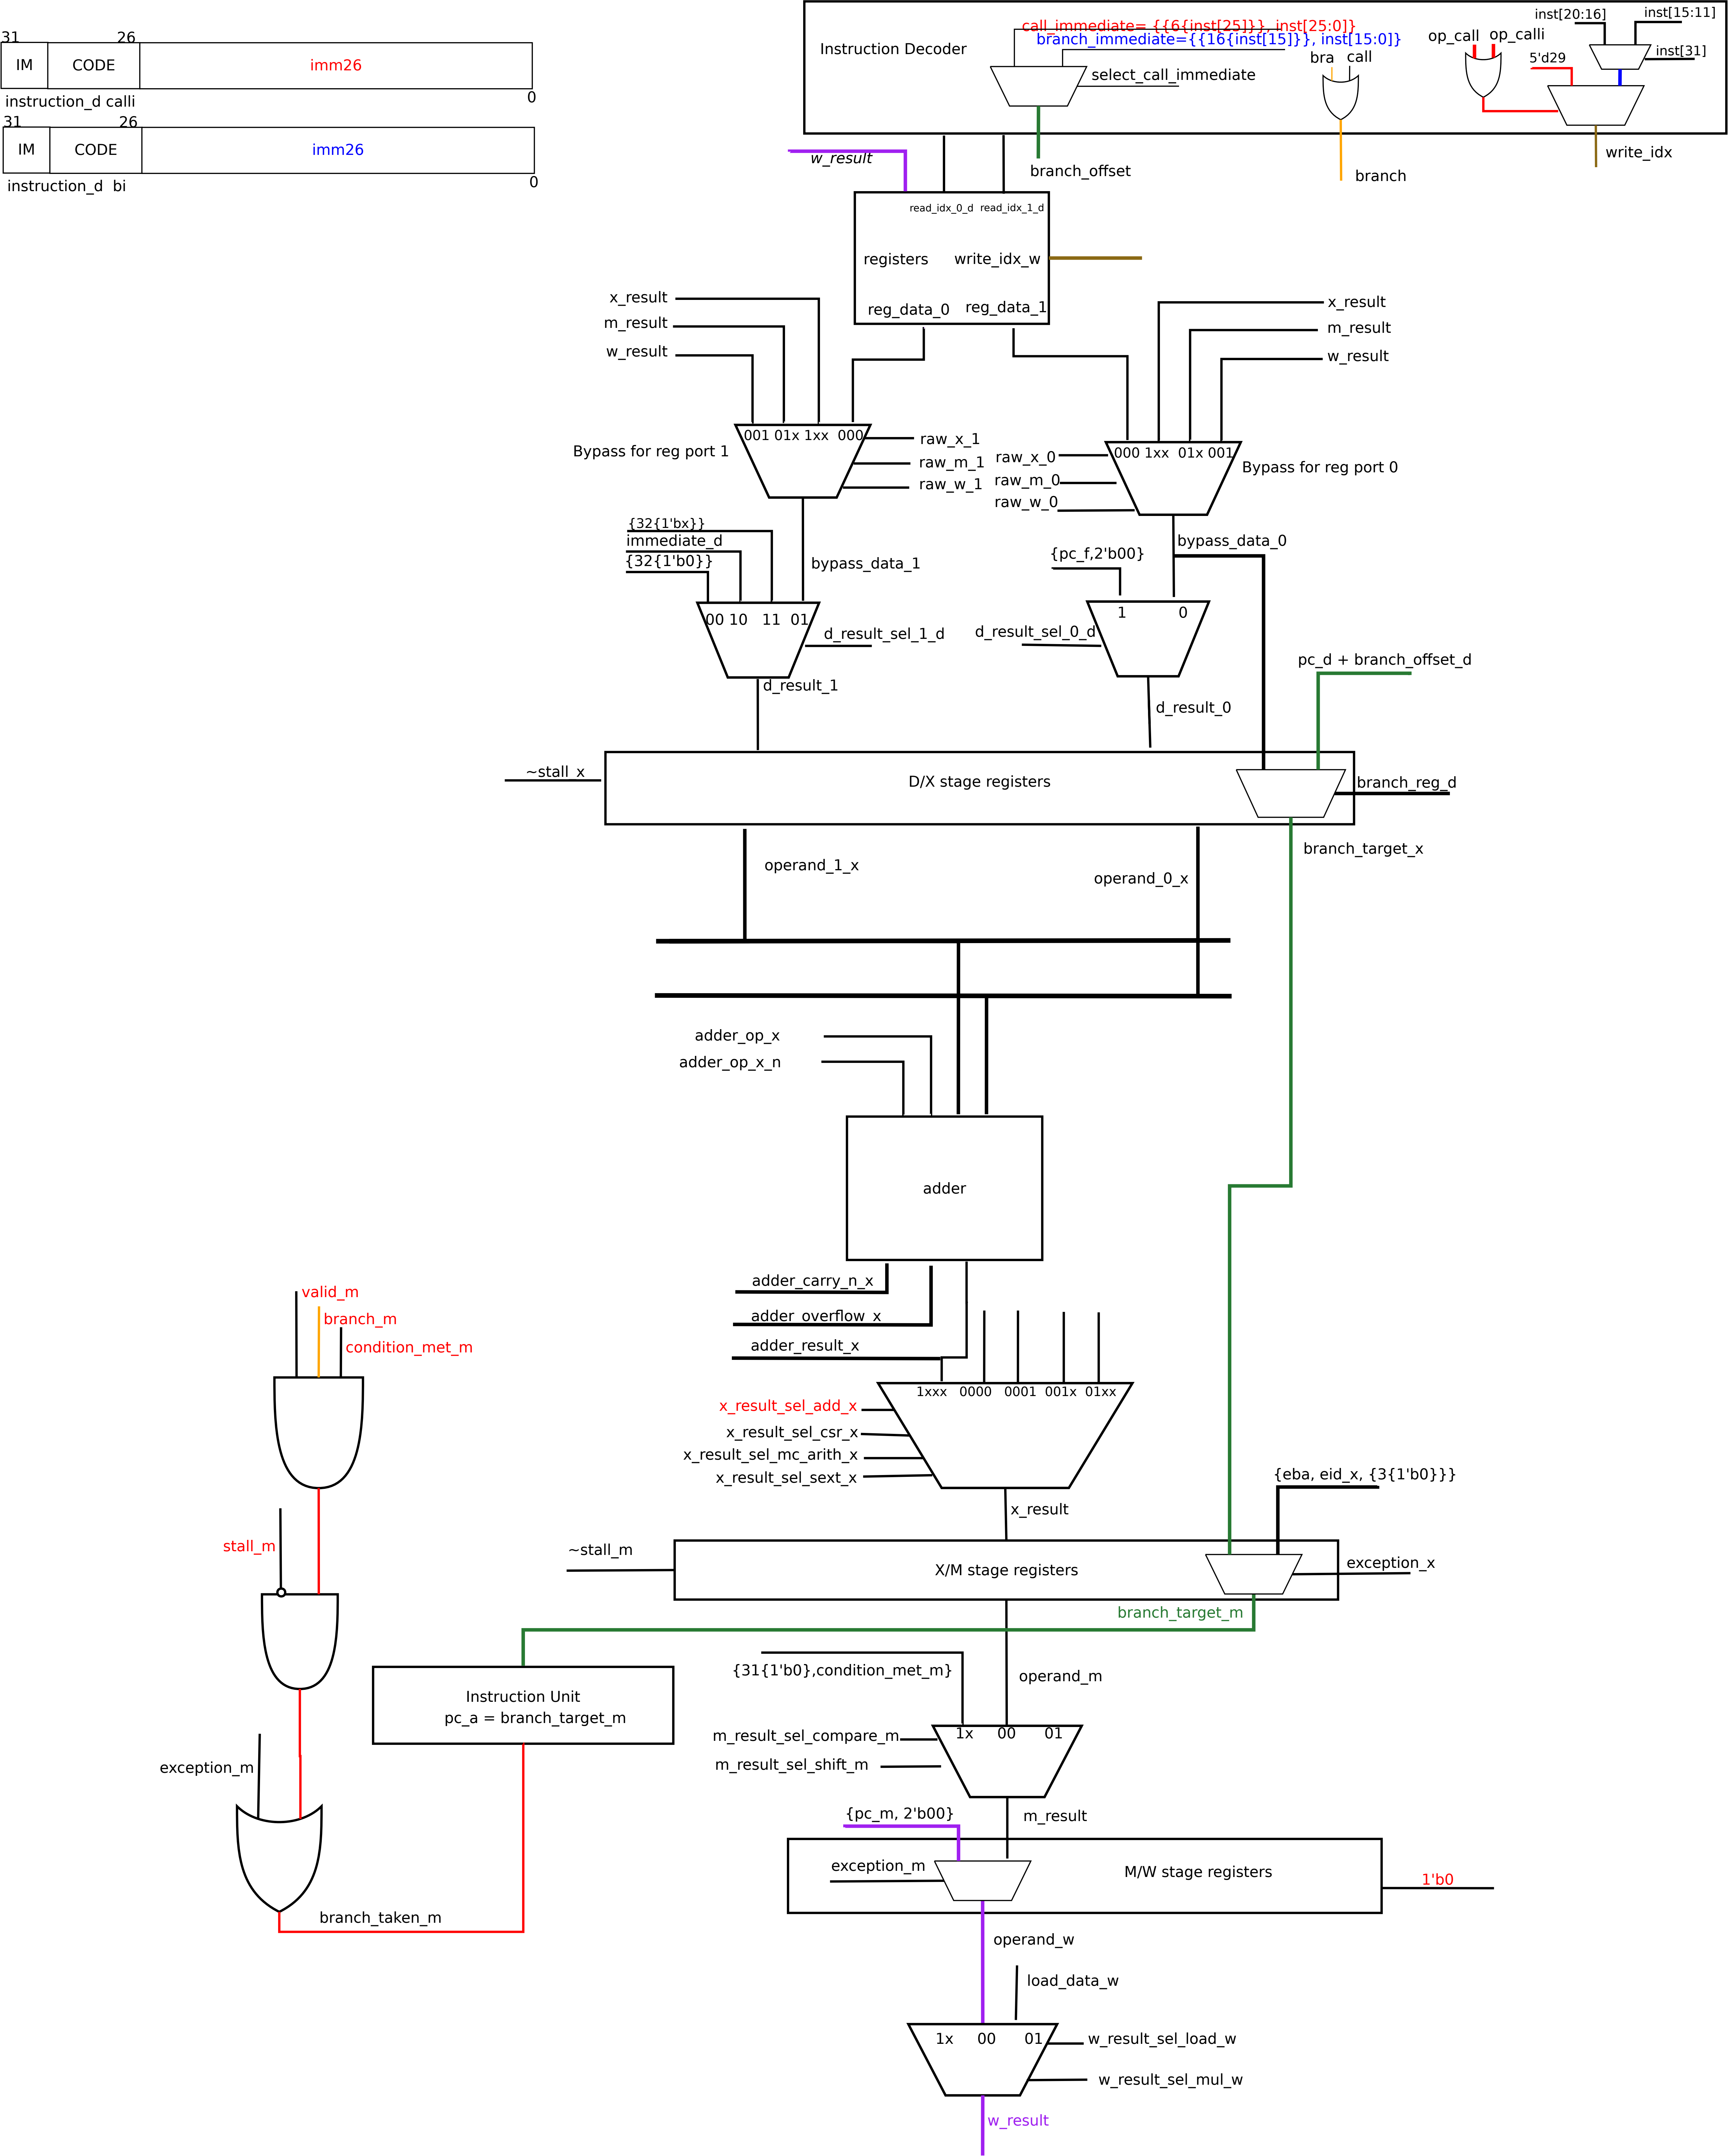 31
26
IM
CODE
imm26
instruction_d calli
0
31
26
IM
CODE
imm26
instruction_d  bi
0
Instruction Decoder
call_immediate= {{6{inst[25]}}, inst[25:0]}
branch_immediate={{16{inst[15]}}, inst[15:0]}
select_call_immediate
bra
call
op_call
op_calli
5'd29
inst[20:16]
inst[15:11]
inst[31]
w_result
branch_offset
branch
write_idx
read_idx_0_d
read_idx_1_d
registers
write_idx_w
reg_data_0
reg_data_1
x_result
m_result
w_result
x_result
m_result
w_result
001 01x 1xx 000
Bypass for reg port 1
raw_x_1
raw_m_1
raw_w_1
raw_x_0
raw_m_0
raw_w_0
000 1xx 01x 001
Bypass for reg port 0
{32{1'bx}}
immediate_d
{32{1'b0}}
bypass_data_1
{pc_f,2'b00}
bypass_data_0
00 10 11 01
d_result_sel_1_d
d_result_sel_0_d
1
0
d_result_1
d_result_0
pc_d + branch_offset_d
~stall_x
D/X stage registers
branch_reg_d
branch_target_x
operand_1_x
operand_0_x
adder_op_x
adder_op_x_n
adder
adder_carry_n_x
adder_overflow_x
adder_result_x
valid_m
branch_m
condition_met_m
1xxx 0000 0001 001x 01xx
x_result_sel_add_x
x_result_sel_csr_x
x_result_sel_mc_arith_x
x_result_sel_sext_x
x_result
{eba, eid_x, {3{1'b0}}}
stall_m
~stall_m
X/M stage registers
exception_x
branch_target_m
{31{1'b0},condition_met_m}
operand_m
Instruction Unit
pc_a = branch_target_m
m_result_sel_compare_m
m_result_sel_shift_m
1x 00 01
exception_m
{pc_m, 2'b00}
m_result
exception_m
M/W stage registers
1'b0
branch_taken_m
operand_w
load_data_w
1x 00 01
w_result_sel_load_w
w_result_sel_mul_w
w_result